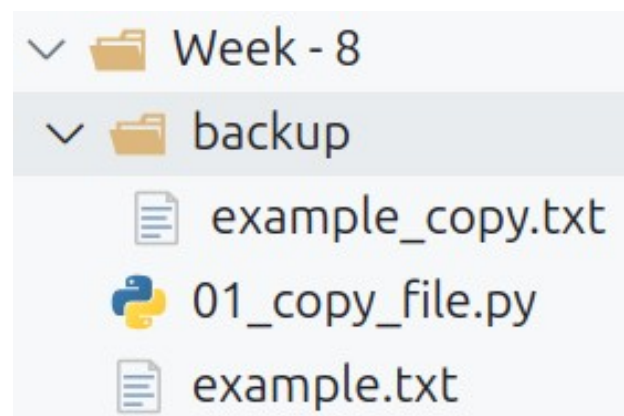 Week - 8
backup
example_copy.txt
01_copy_file.py
example.txt